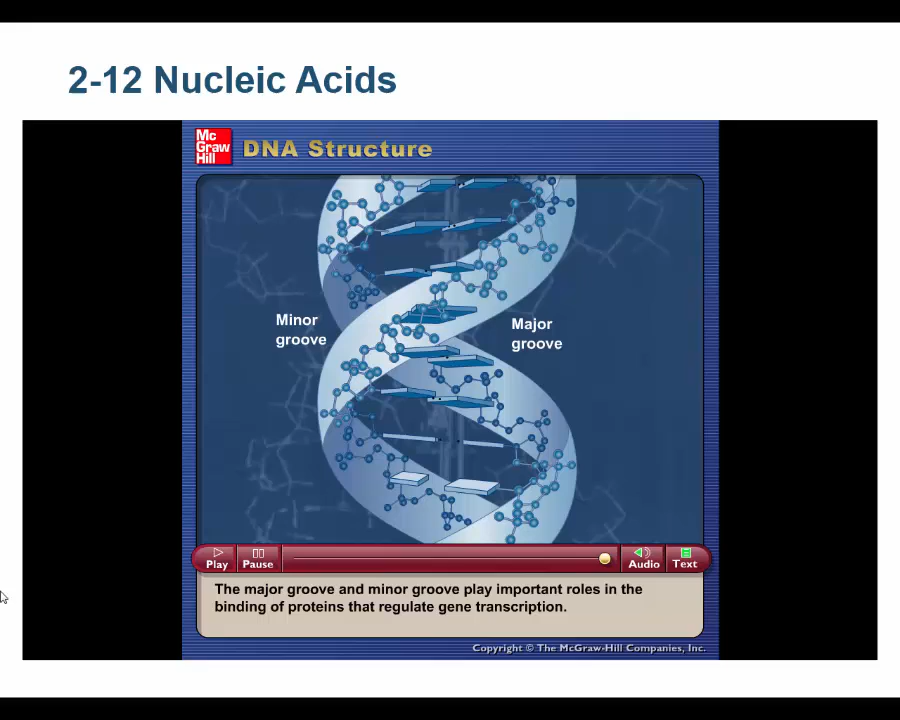 2-12 Nucleic Acids
Mc
Graw
Hill
DNA Structure
Minor
groove
Major
groove
Play
Pause
Audio
Text
The major groove and minor groove play important roles in the
binding of proteins that regulate gene transcription.
Copyright © The McGraw-Hill Companies, Inc.